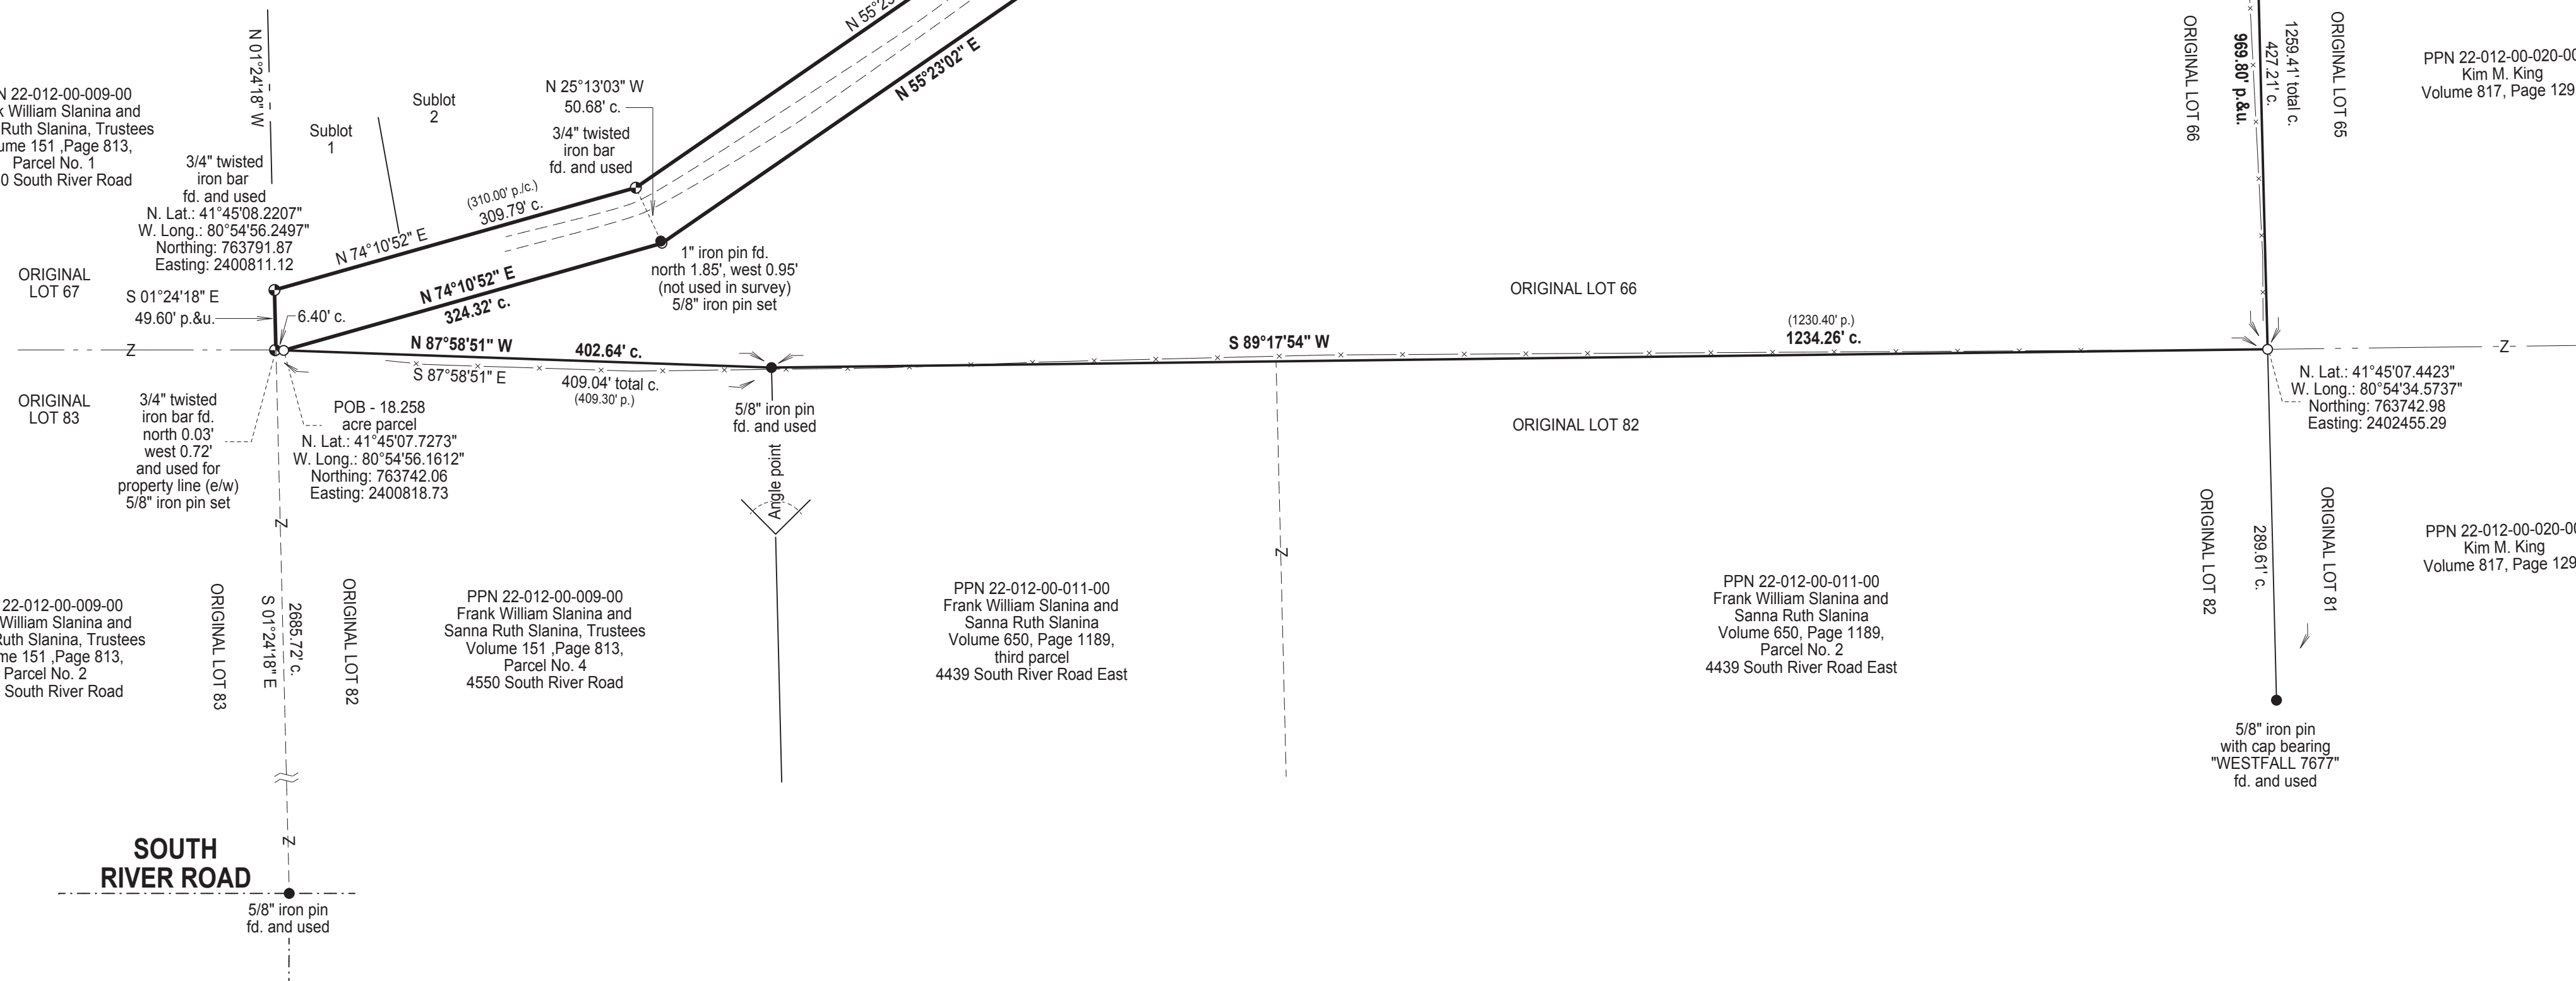 N 01°24'18" W
N 55°23'
N 55°23'02" E
ORIGINAL LOT 66
969.80' p.&u.
427.21' c.
1259.41' total c.
ORIGINAL LOT 65
PPN 22-012-00-020-00
Kim M. King
Volume 817, Page 129
N 22-012-00-009-00
k William Slanina and
Ruth Slanina, Trustees
ume 151 ,Page 813,
Parcel No. 1
0 South River Road
Sublot
1
Sublot
2
N 25°13'03" W
50.68' c.
3/4" twisted
iron bar
fd. and used
3/4" twisted
iron bar
fd. and used
N. Lat.: 41°45'08.2207"
W. Long.: 80°54'56.2497"
Northing: 763791.87
Easting: 2400811.12
(310.00' p./c.)
309.79' c.
N 74°10'52" E
N 74°10'52" E
324.32' c.
1" iron pin fd.
north 1.85', west 0.95'
(not used in survey)
5/8" iron pin set
ORIGINAL
LOT 67
S 01°24'18" E
49.60' p.&u.
6.40' c.
ORIGINAL LOT 66
Z
N 87°58'51" W
402.64' c.
S 87°58'51" E
409.04' total c.
(409.30' p.)
S 89°17'54" W
(1230.40' p.)
1234.26' c.
Z
ORIGINAL
LOT 83
3/4" twisted
iron bar fd.
north 0.03'
west 0.72'
and used for
property line (e/w)
5/8" iron pin set
POB - 18.258
acre parcel
N. Lat.: 41°45'07.7273"
W. Long.: 80°54'56.1612"
Northing: 763742.06
Easting: 2400818.73
5/8" iron pin
fd. and used
Angle point
ORIGINAL LOT 82
N. Lat.: 41°45'07.4423"
W. Long.: 80°54'34.5737"
Northing: 763742.98
Easting: 2402455.29
Z
Z
ORIGINAL LOT 82
289.61' c.
ORIGINAL LOT 81
PPN 22-012-00-020-00
Kim M. King
Volume 817, Page 129
22-012-00-009-00
William Slanina and
Ruth Slanina, Trustees
me 151 ,Page 813,
Parcel No. 2
South River Road
ORIGINAL LOT 83
S 01°24'18" E
2685.72' c.
ORIGINAL LOT 82
PPN 22-012-00-009-00
Frank William Slanina and
Sanna Ruth Slanina, Trustees
Volume 151 ,Page 813,
Parcel No. 4
4550 South River Road
PPN 22-012-00-011-00
Frank William Slanina and
Sanna Ruth Slanina
Volume 650, Page 1189,
third parcel
4439 South River Road East
PPN 22-012-00-011-00
Frank William Slanina and
Sanna Ruth Slanina
Volume 650, Page 1189,
Parcel No. 2
4439 South River Road East
5/8" iron pin
with cap bearing
"WESTFALL 7677"
fd. and used
Z
SOUTH
RIVER ROAD
5/8" iron pin
fd. and used